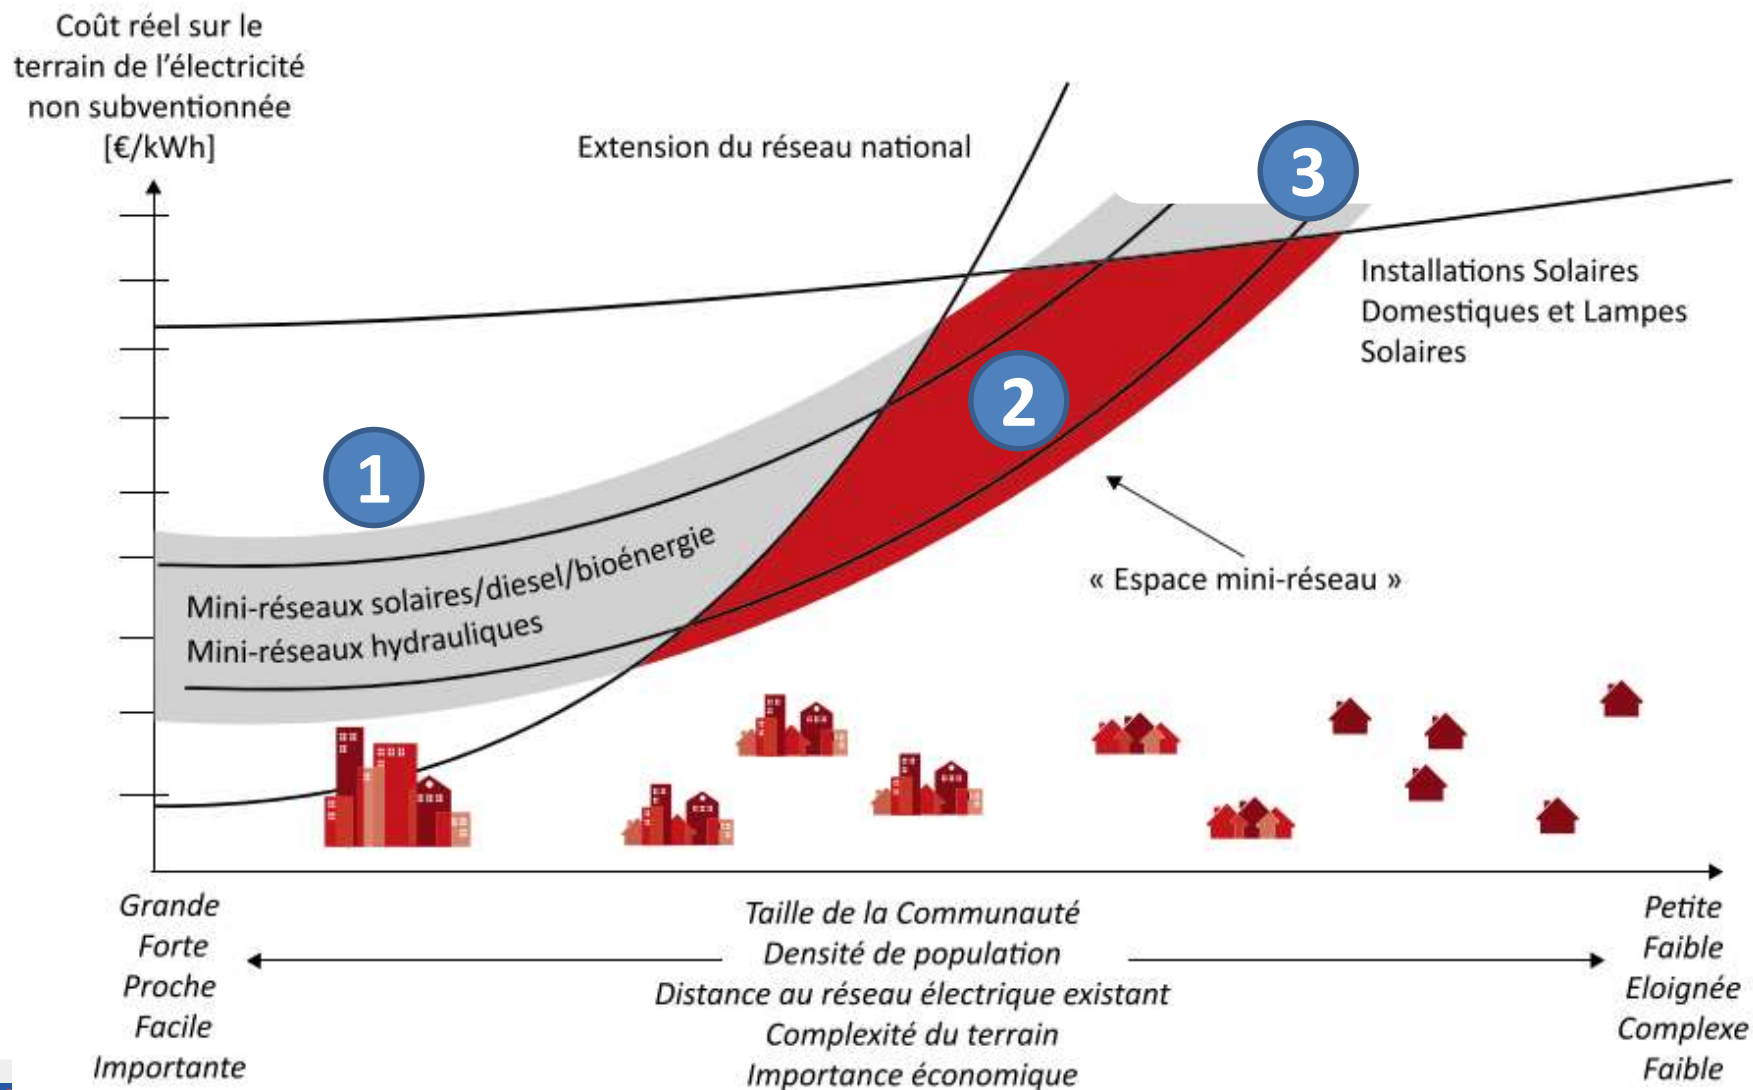 Coût réel sur le
terrain de l'électricité
non subventionnée
[€/kWh]
Extension du réseau national
3
Installations Solaires
Domestiques et Lampes
Solaires
2
1
« Espace mini-réseau »
Mini-réseaux solaires/diesel/bioénergie
Mini-réseaux hydrauliques
Grande
Forte
Proche
Facile
Importante
Taille de la Communauté
Densité de population
Distance au réseau électrique existant
Complexité du terrain
Importance économique
Petite
Faible
Eloignée
Complexe
Faible